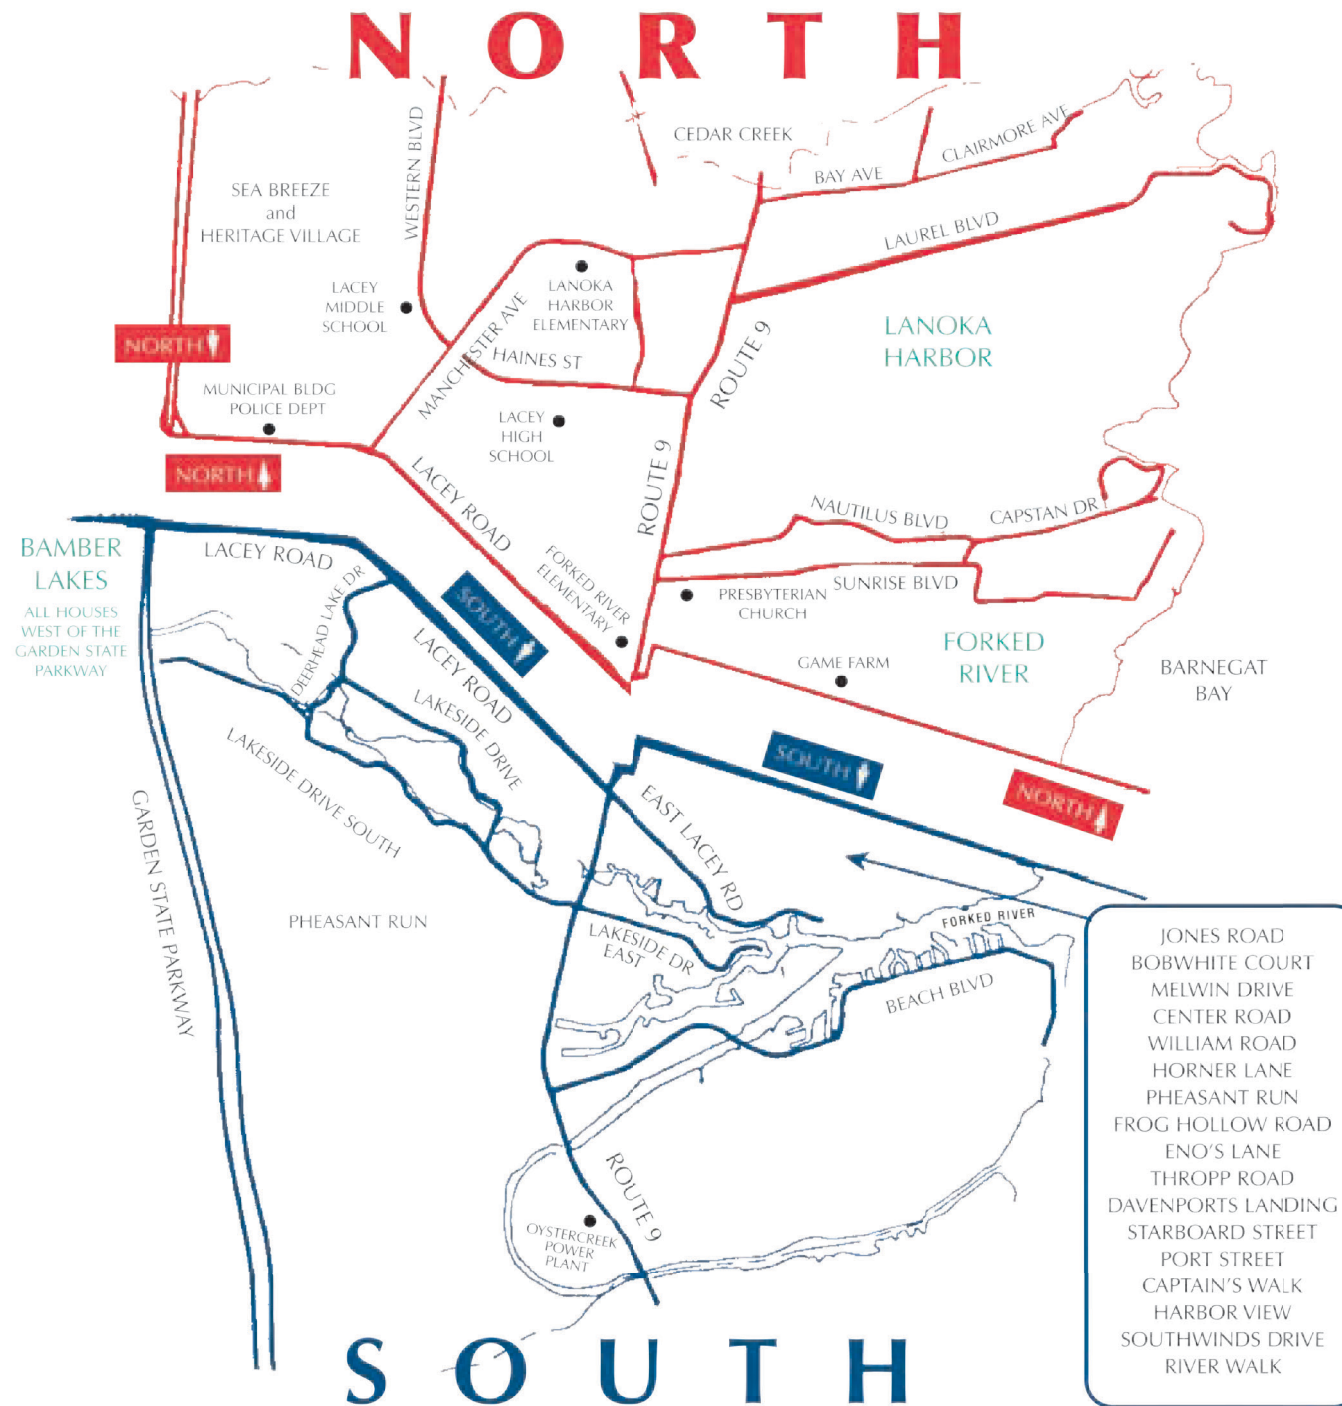 NORTH
CEDAR CREEK
CLAIRMORE AVE
BAY AVE
WESTERN BLVD
SEA BREEZE
and
HERITAGE VILLAGE
LAUREL BLVD
LACEY
MIDDLE
SCHOOL
LANOKA
HARBOR
ELEMENTARY
NORTH
MANCHESTER AVE
HAINES ST
ROUTE 9
LANOKA
HARBOR
MUNICIPAL BLDG
POLICE DEPT
LACEY
HIGH
SCHOOL
NORTH
LACEY ROAD
ROUTE 9
NAUTILUS BLVD
CAPSTAN DR
BAMBER
LAKES
ALL HOUSES
WEST OF THE
GARDEN STATE
PARKWAY
LACEY ROAD
DEERHEAD LAKE DR
SOUTH
FORKED RIVER
ELEMENTARY
PRESBYTERIAN
CHURCH
SUNRISE BLVD
FORKED
RIVER
GAME FARM
BARNEGAT
BAY
LACEY ROAD
LAKESIDE DRIVE
LAKESIDE DRIVE SOUTH
SOUTH
NORTH
EAST LACEY RD
GARDEN STATE PARKWAY
PHEASANT RUN
LAKESIDE DR
EAST
FORKED RIVER
BEACH BLVD
ROUTE 9
OYSTERCREEK
POWER
PLANT
JONES ROAD
BOBWHITE COURT
MELWIN DRIVE
CENTER ROAD
WILLIAM ROAD
HORNER LANE
PHEASANT RUN
FROG HOLLOW ROAD
ENO'S LANE
THROPP ROAD
DAVENPORTS LANDING
STARBOARD STREET
PORT STREET
CAPTAIN'S WALK
HARBOR VIEW
SOUTHWINDS DRIVE
RIVER WALK
SOUTH